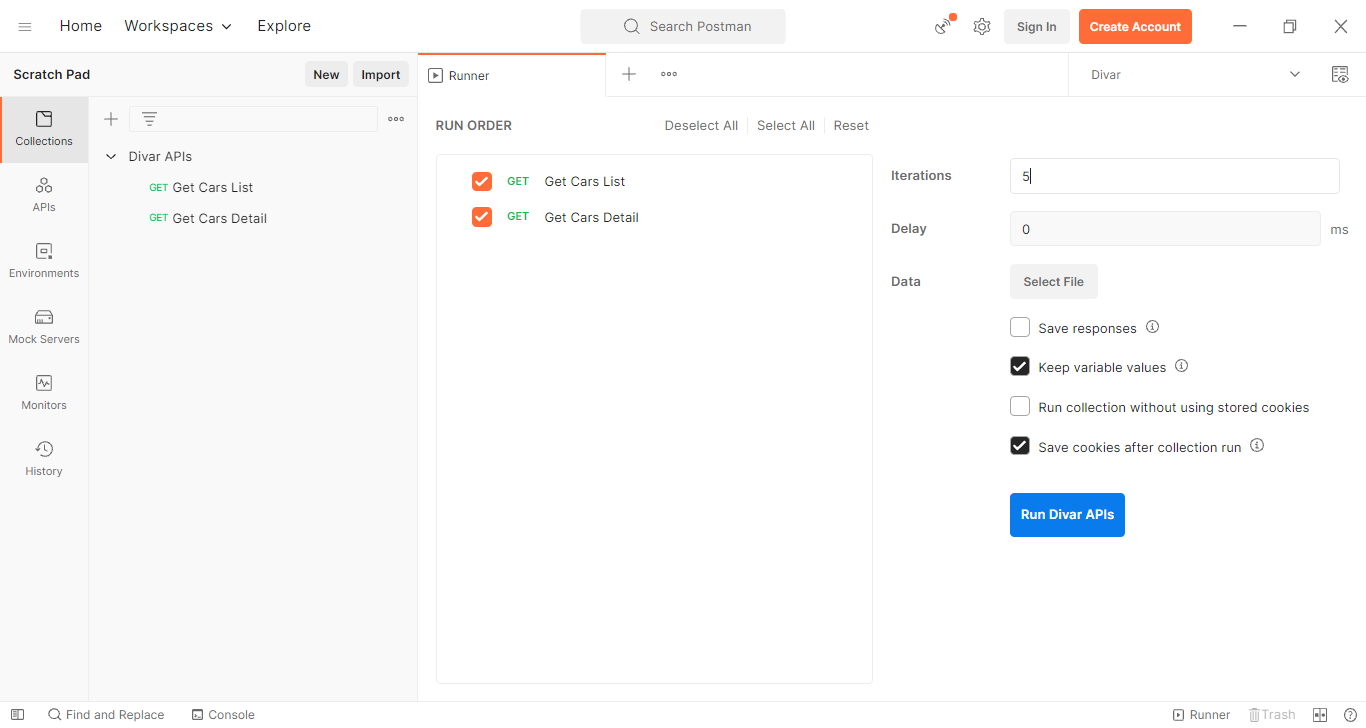 Home Workspaces Explore Search Postman Sign In Create Account
Scratch Pad New Import Runner Divar
Collections
APIs
Environments
Mock Servers
Monitors
History
Divar APIs
GET Get Cars List
GET Get Cars Detail
RUN ORDER Deselect All Select All Reset
GET Get Cars List
GET Get Cars Detail
Iterations 5
Delay 0 ms
Data Select File
Save responses
Keep variable values
Run collection without using stored cookies
Save cookies after collection run
Run Divar APIs
Find and Replace Console Runner Trash